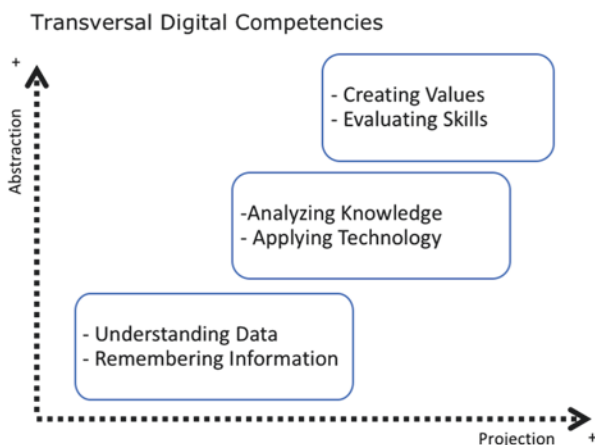 Transversal Digital Competencies
+
Abstraction
- Creating Values
- Evaluating Skills
-Analyzing Knowledge
- Applying Technology
- Understanding Data
- Remembering Information
Projection
+